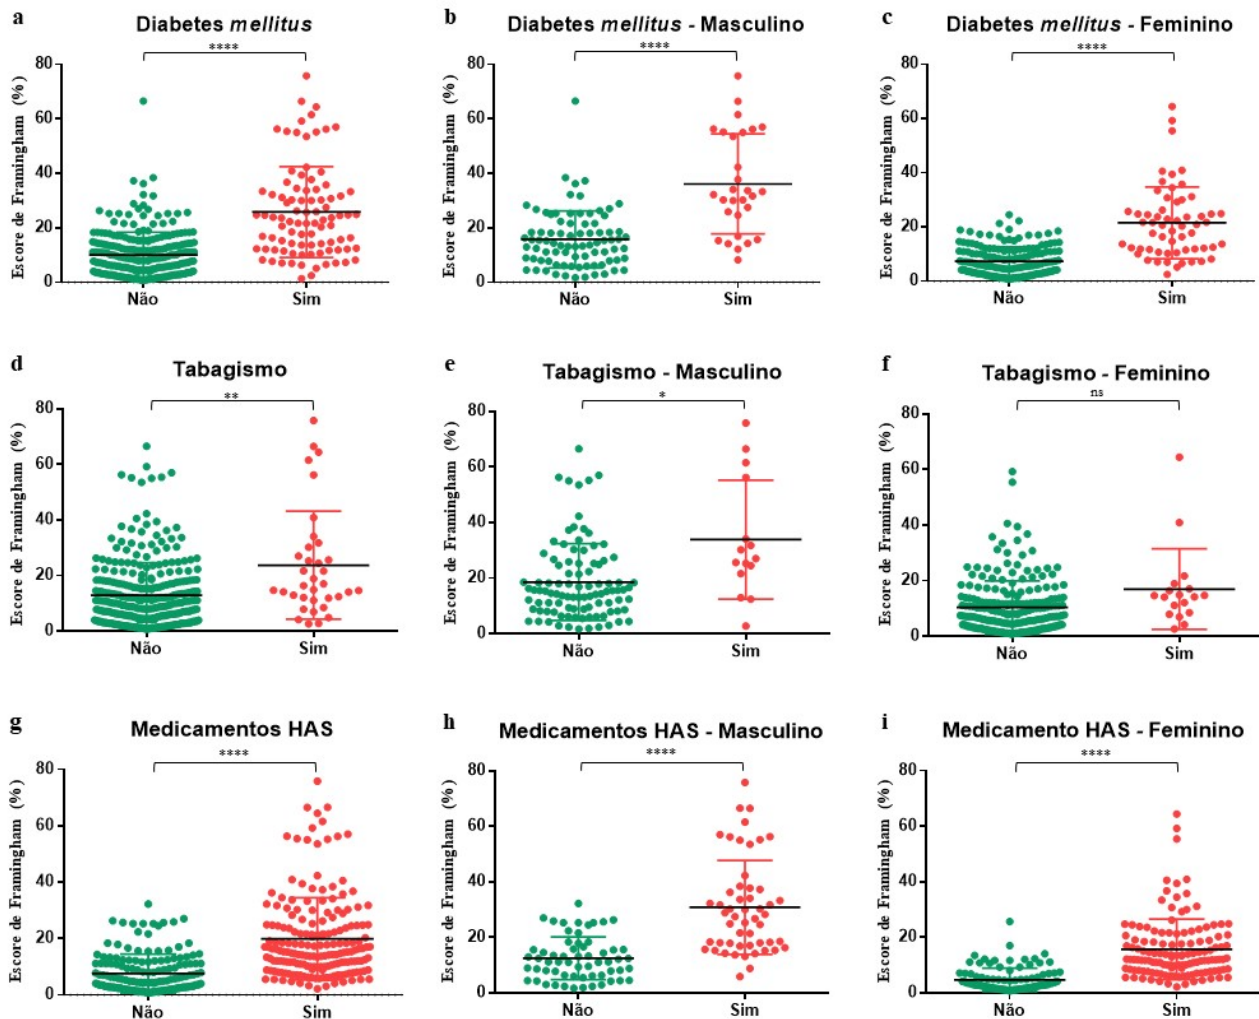 a
Diabetes mellitus
****
Escore de Framingham (%)
80
60
40
20
0
Não
Sim
b
Diabetes mellitus - Masculino
****
Escore de Framingham (%)
80
60
40
20
0
Não
Sim
c
Diabetes mellitus - Feminino
****
Escore de Framingham (%)
80
60
40
20
0
Não
Sim
d
Tabagismo
**
Escore de Framingham (%)
80
60
40
20
0
Não
Sim
e
Tabagismo - Masculino
*
Escore de Framingham (%)
80
60
40
20
0
Não
Sim
f
Tabagismo - Feminino
ns
Escore de Framingham (%)
80
60
40
20
0
Não
Sim
g
Medicamentos HAS
****
Escore de Framingham (%)
80
60
40
20
0
Não
Sim
h
Medicamentos HAS - Masculino
****
Escore de Framingham (%)
80
60
40
20
0
Não
Sim
i
Medicamento HAS - Feminino
****
Escore de Framingham (%)
80
60
40
20
0
Não
Sim